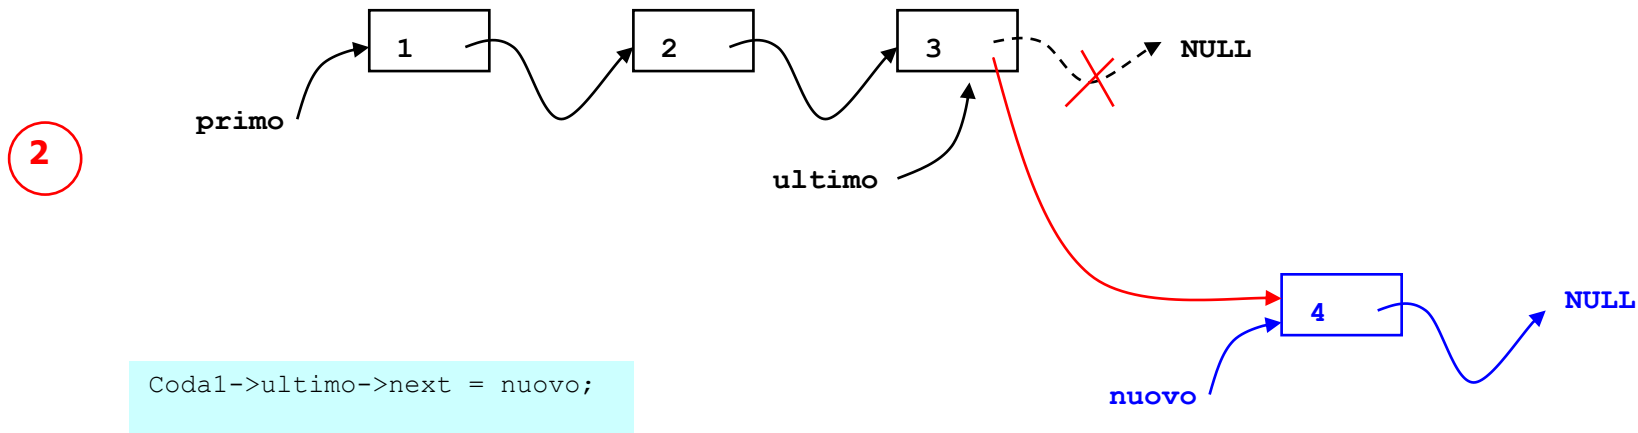 1
2
3
NULL
primo
2
ultimo
4
NULL
nuovo
Coda1->ultimo->next = nuovo;